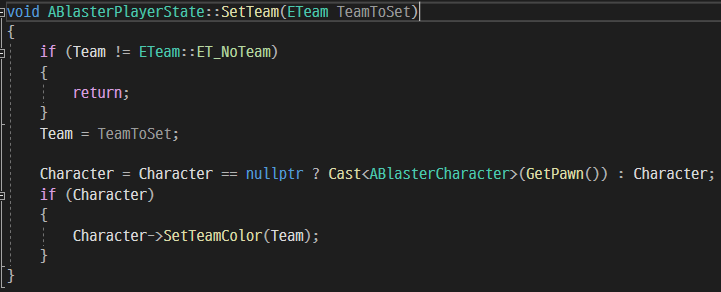 void ABlasterPlayerState::SetTeam(ETeam TeamToSet)
{
    if (Team != ETeam::ET_NoTeam)
    {
        return;
    }
    Team = TeamToSet;

    Character = Character == nullptr ? Cast<ABlasterCharacter>(GetPawn()) : Character;
    if (Character)
    {
        Character->SetTeamColor(Team);
    }
}